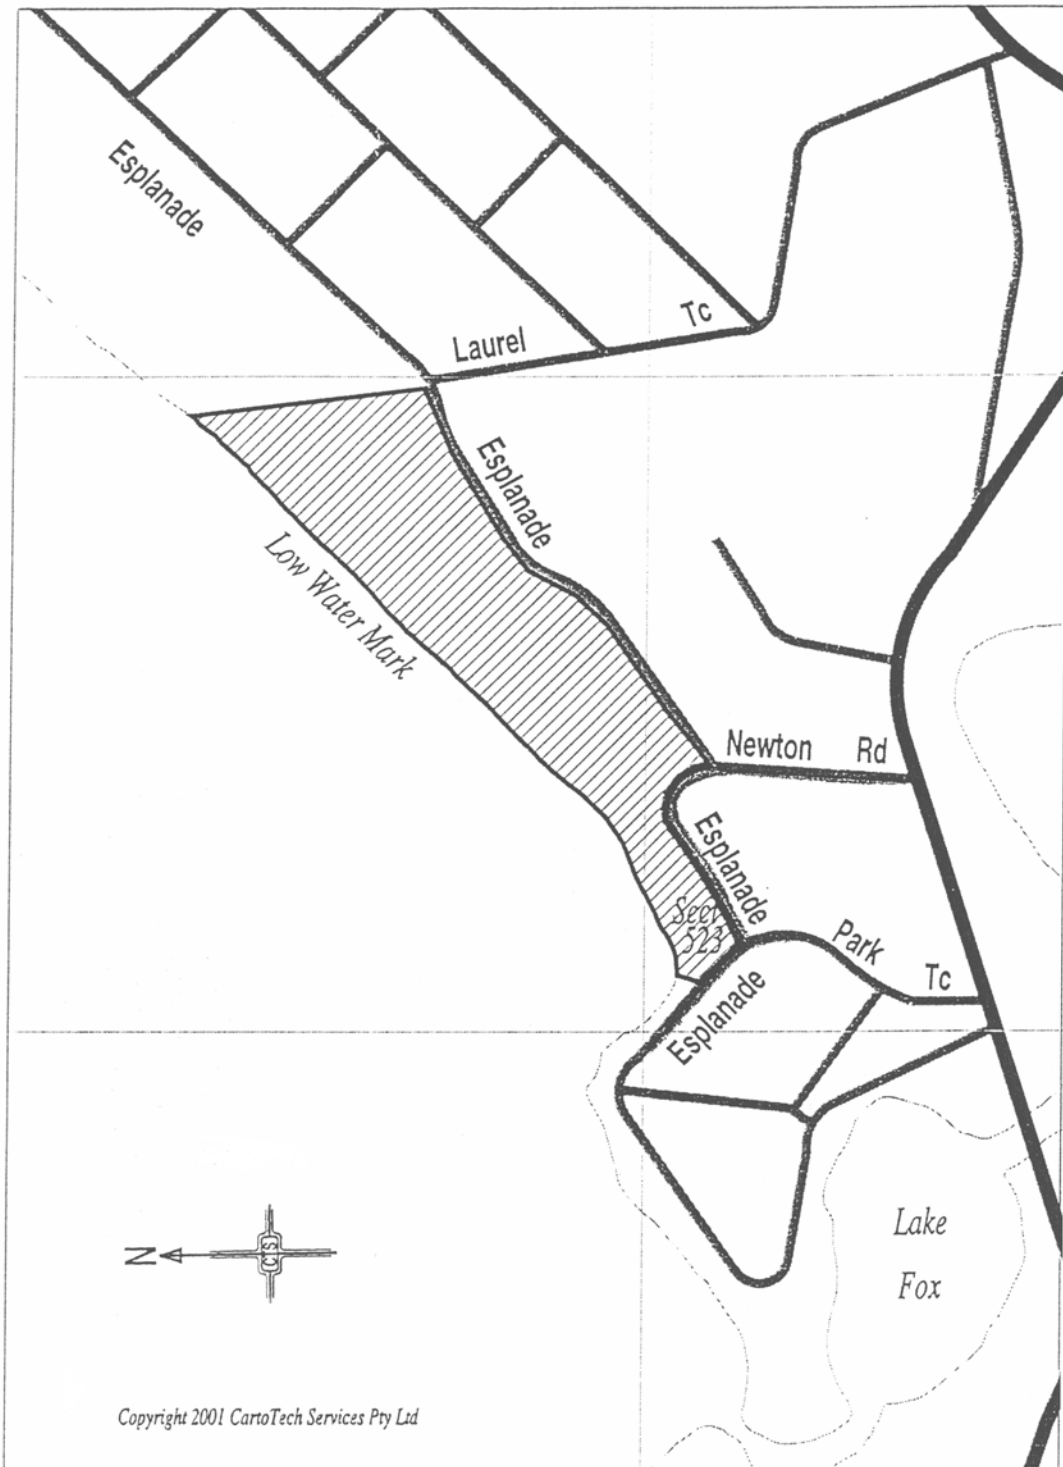 Esplanade
Laurel
Tc
Esplanade
Low Water Mark
Newton Rd
Esplanade
523
Park
Tc
Esplanade
Lake
Fox
N
CTS
Copyright 2001 CartoTech Services Pty Ltd